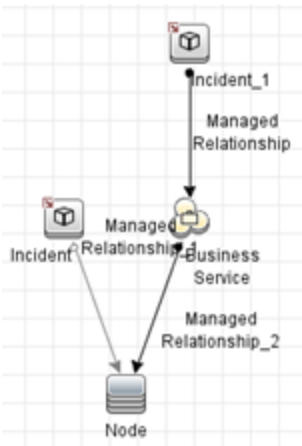 Incident_1
Managed
Relationship
Incident
Managed
Relationship_1
Business
Service
Managed
Relationship_2
Node